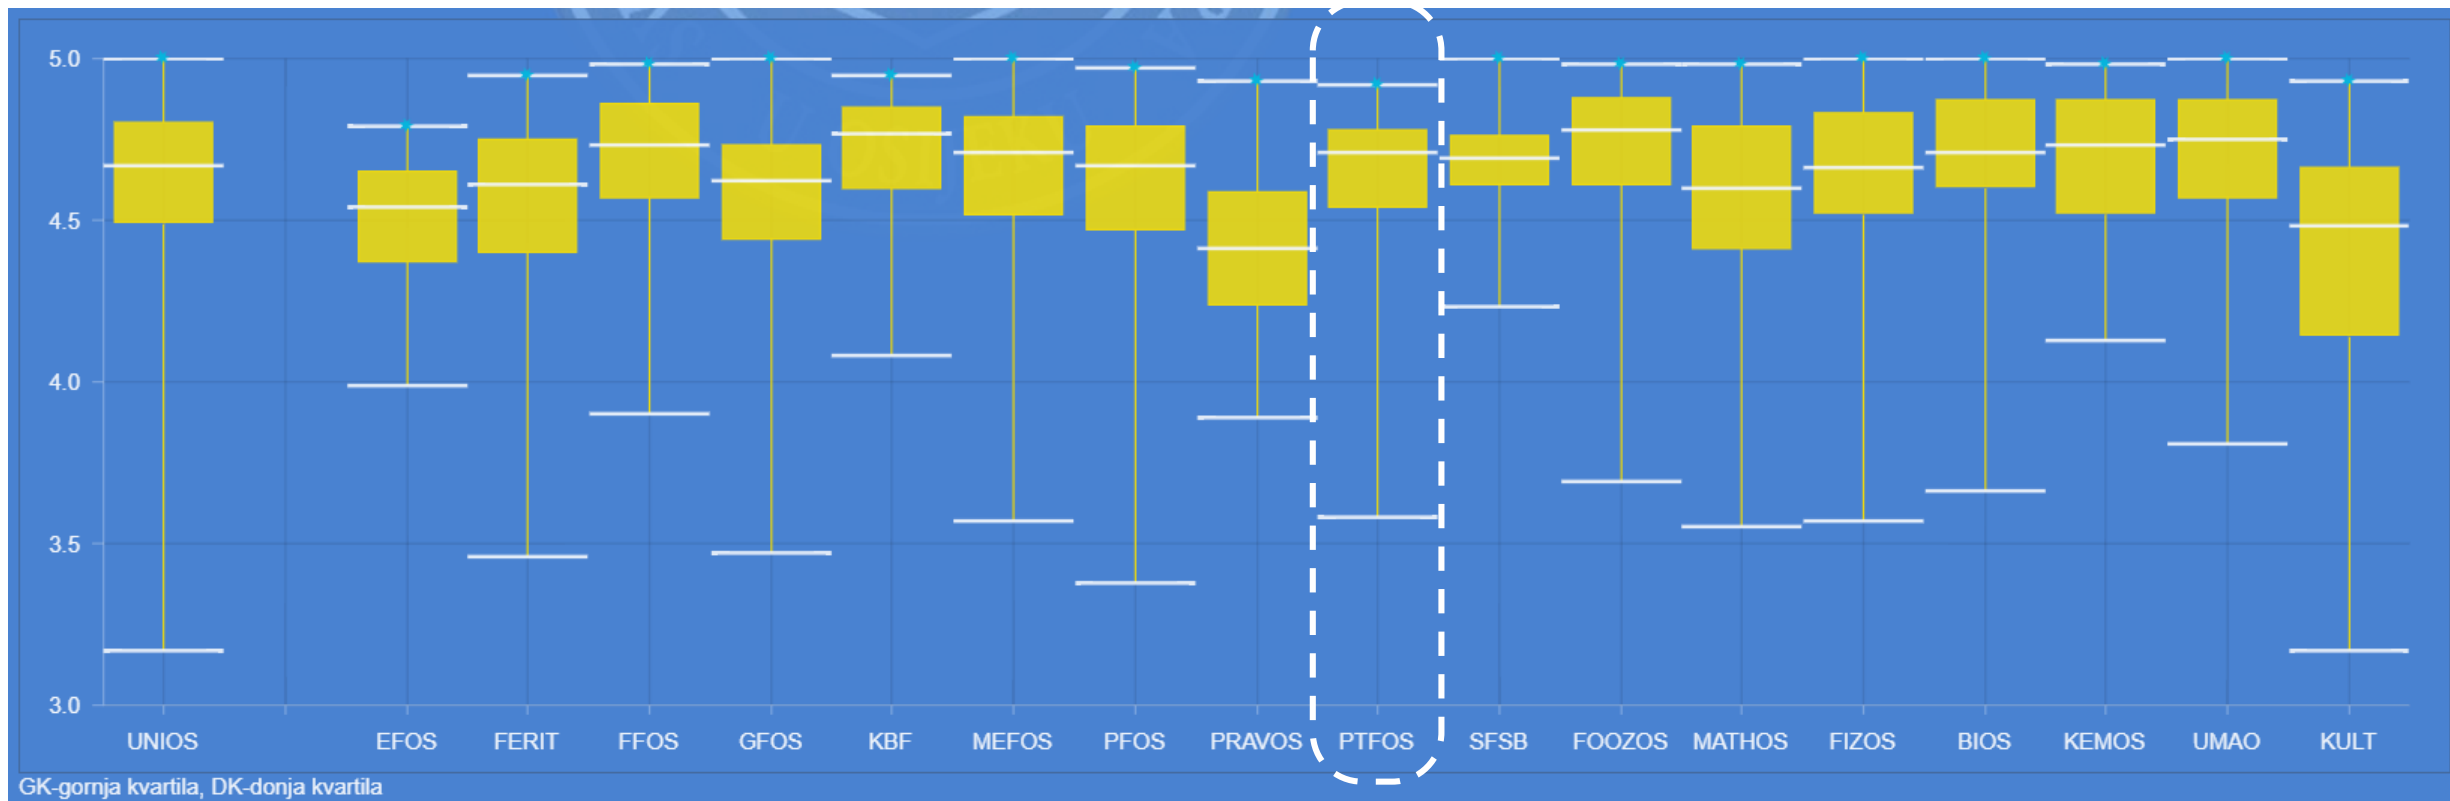 5.0
4.5
4.0
3.5
3.0
UNIOS EFOS FERIT FFOS GFOS KBF MEFOS PFOS PRAVOS PTFOS SFSB FOOZOS MATHOS FIZOS BIOS KEMOS UMAO KULT
GK-gornja kvartila, DK-donja kvartila